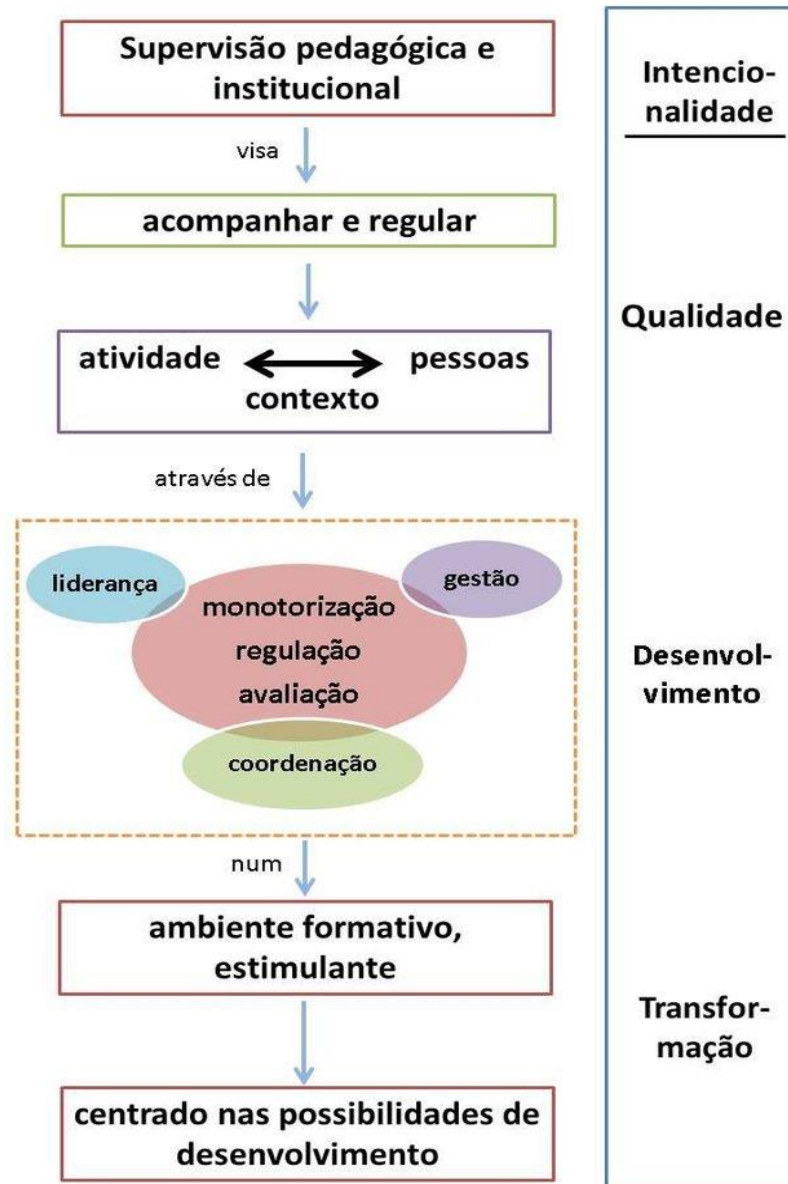 Supervisão pedagógica e
institucional
visa
acompanhar e regular
atividade pessoas
contexto
através de
liderança
gestão
monotorização
regulação
avaliação
coordenação
num
ambiente formativo,
estimulante
centrado nas possibilidades de
desenvolvimento
Intencio-
nalidade
Qualidade
Desenvol-
vimento
Transfor-
mação